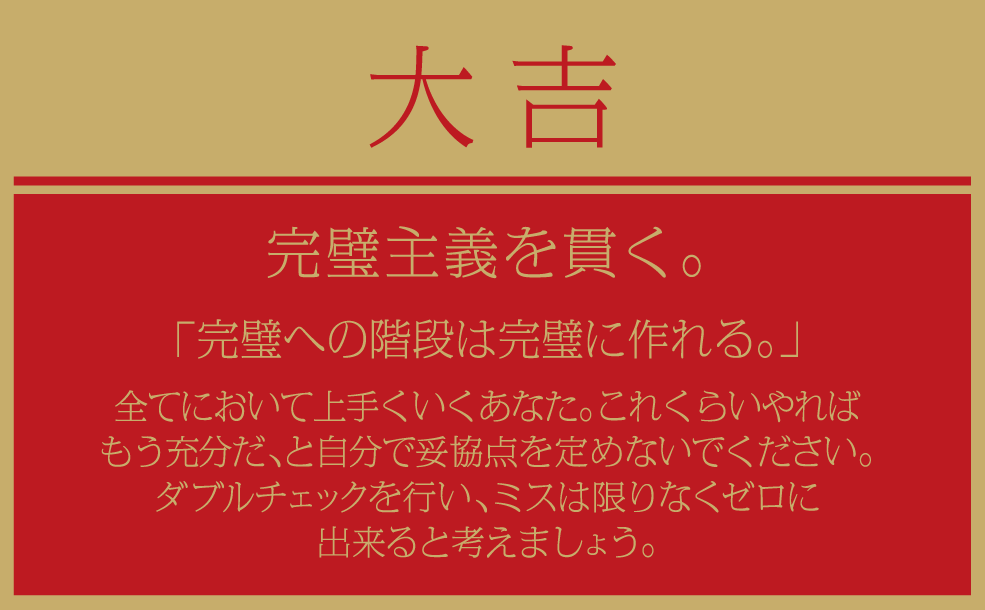 大吉
完璧主義を貫く。
「完璧への階段は完璧に作れる。」
全てにおいて上手くいくあなた。これくらいやれば
もう充分だ、と自分で妥協点を定めないでください。
ダブルチェックを行い、ミスは限りなくゼロに
出来ると考えましょう。